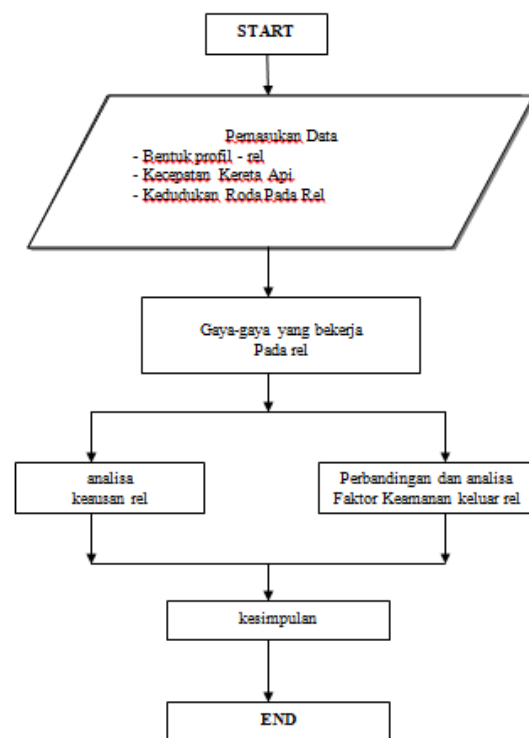 START
Pemasukan Data
- Bentuk profil - rel
- Kecepatan Kereta Api
- Kedudukan Roda Pada Rel
Gaya-gaya yang bekerja
Pada rel
analisa
keausan rel
Perbandingan dan analisa
Faktor Keamanan keluar rel
kesimpulan
END